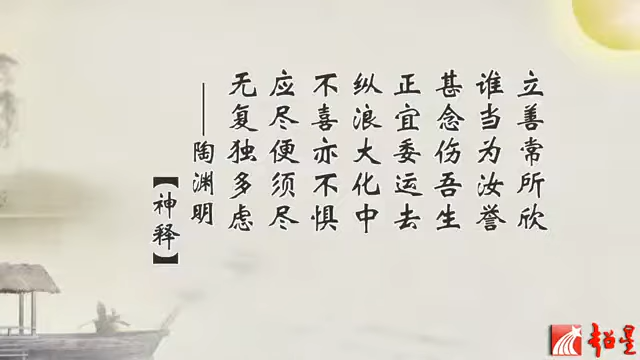 立善常所欣
谁当为汝誉
甚念伤吾生
正宜委运去
纵浪大化中
不喜亦不惧
应尽便须尽
无复独多虑
——陶渊明
【神释】
超星